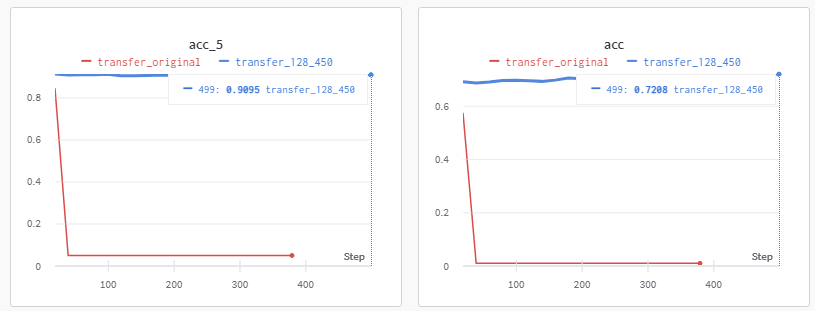 acc_5
transfer_original transfer_128_450
499: 0.9095 transfer_128_450
0.8
0.6
0.4
0.2
0
Step
100 200 300 400
acc
transfer_original transfer_128_450
499: 0.7208 transfer_128_450
0.6
0.4
0.2
0
Step
100 200 300 400